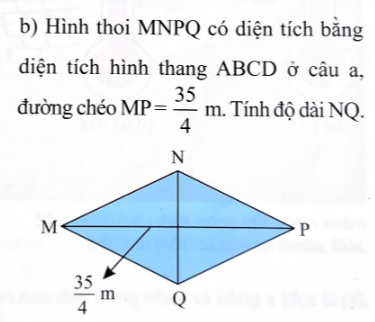 b) Hình thoi MNPQ có diện tích bằng
diện tích hình thang ABCD ở câu a,
đường chéo MP = 35/4 m. Tính độ dài NQ.
N
M
P
35/4 m
Q